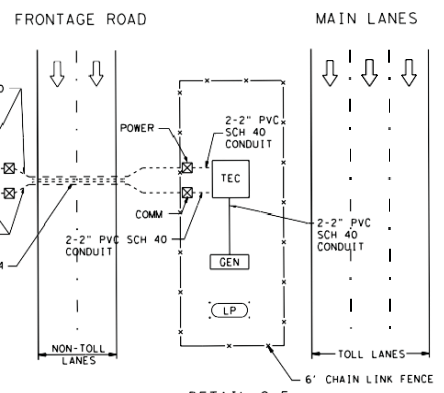 FRONTAGE ROAD
MAIN LANES
POWER
2-2" PVC
SCH 40
CONDUIT
TEC
COMM
2-2" PVC SCH 40
CONDUIT
2-2" PVC
SCH 40
CONDUIT
GEN
LP
NON-TOLL
LANES
TOLL LANES
6' CHAIN LINK FENCE